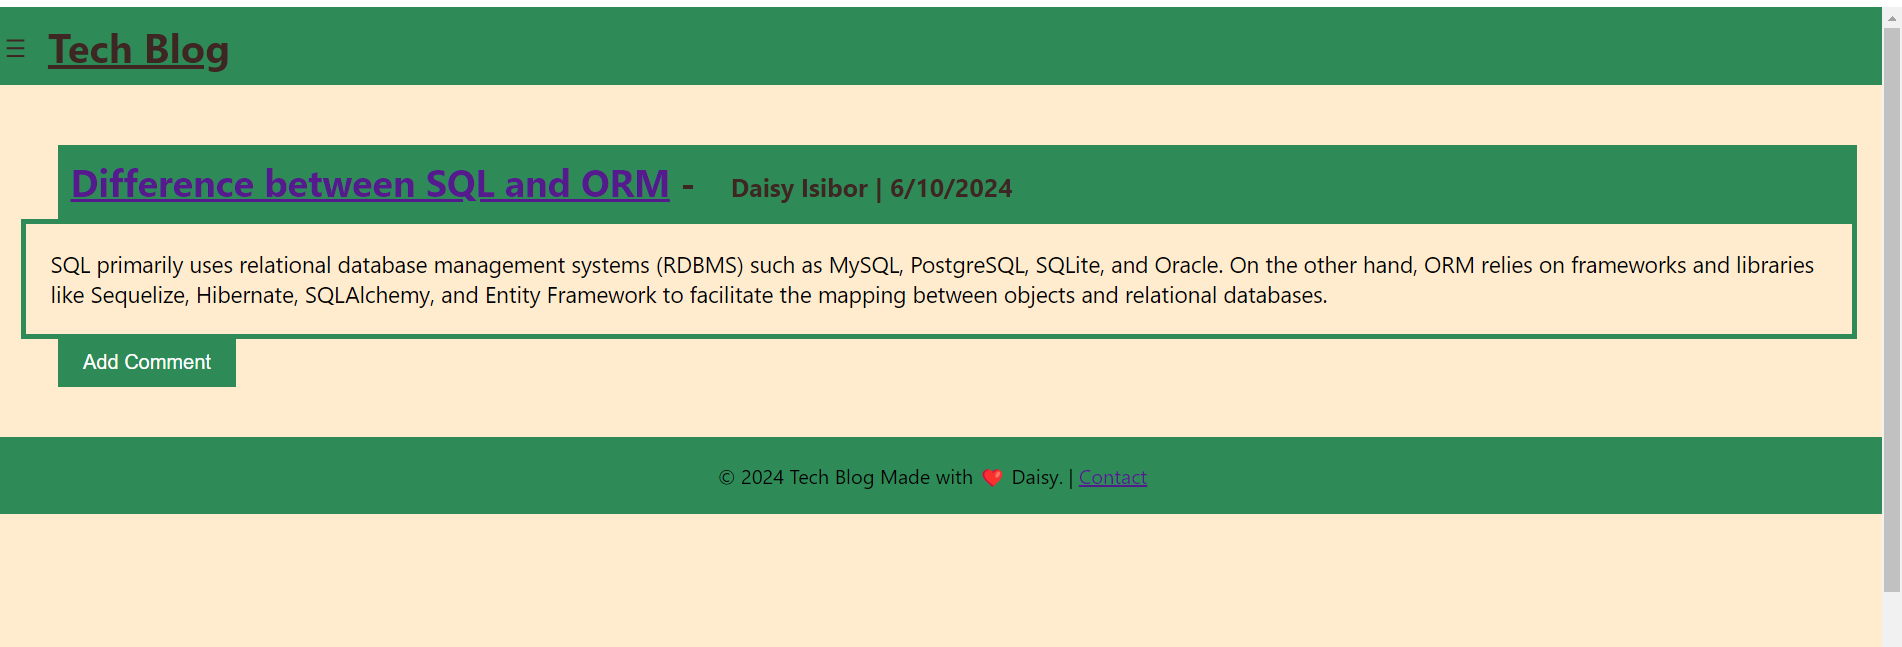 ☰ Tech Blog
Difference between SQL and ORM - Daisy Isibor | 6/10/2024
SQL primarily uses relational database management systems (RDBMS) such as MySQL, PostgreSQL, SQLite, and Oracle. On the other hand, ORM relies on frameworks and libraries
like Sequelize, Hibernate, SQLAlchemy, and Entity Framework to facilitate the mapping between objects and relational databases.
Add Comment
© 2024 Tech Blog Made with ❤️ Daisy. | Contact